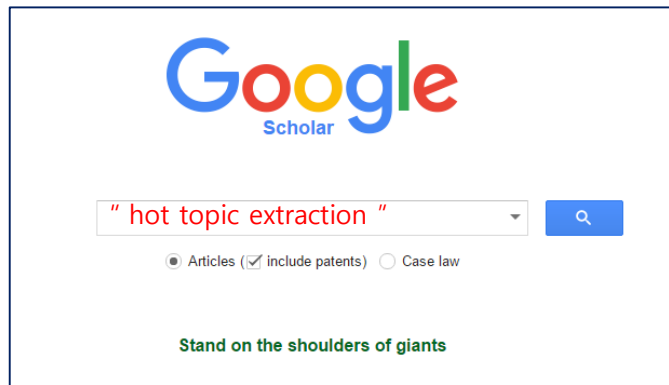 Google
Scholar
" hot topic extraction "
Articles (include patents) Case law
Stand on the shoulders of giants